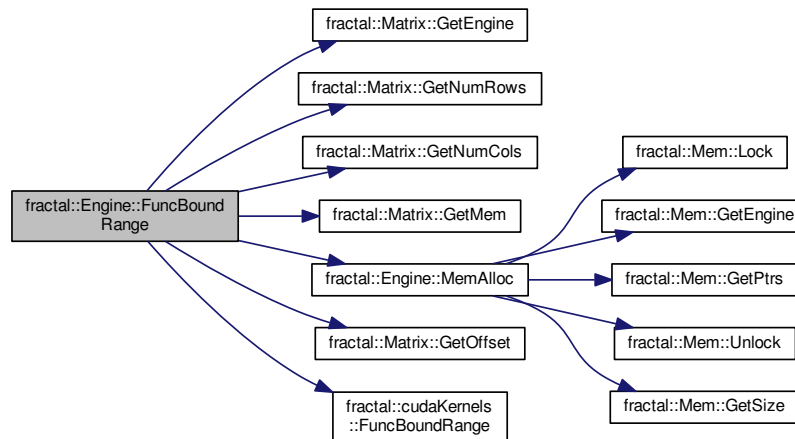 fractal::Matrix::GetEngine
fractal::Matrix::GetNumRows
fractal::Matrix::GetNumCols
fractal::Mem::Lock
fractal::Engine::FuncBound
Range
fractal::Matrix::GetMem
fractal::Mem::GetEngine
fractal::Engine::MemAlloc
fractal::Mem::GetPtrs
fractal::Matrix::GetOffset
fractal::Mem::Unlock
fractal::cudaKernels
::FuncBoundRange
fractal::Mem::GetSize